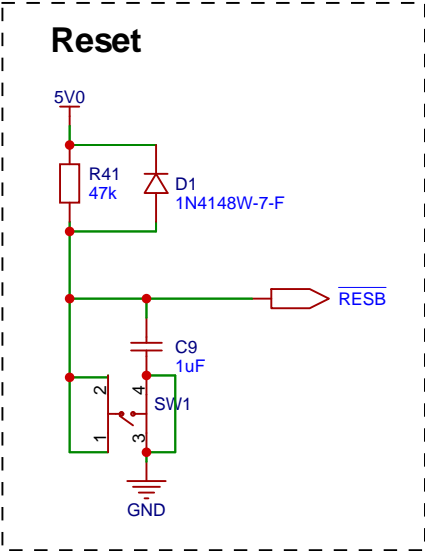 Reset
5V0
R41
47k
D1
1N4148W-7-F
RESB
C9
1uF
2
4
SW1
1
3
GND